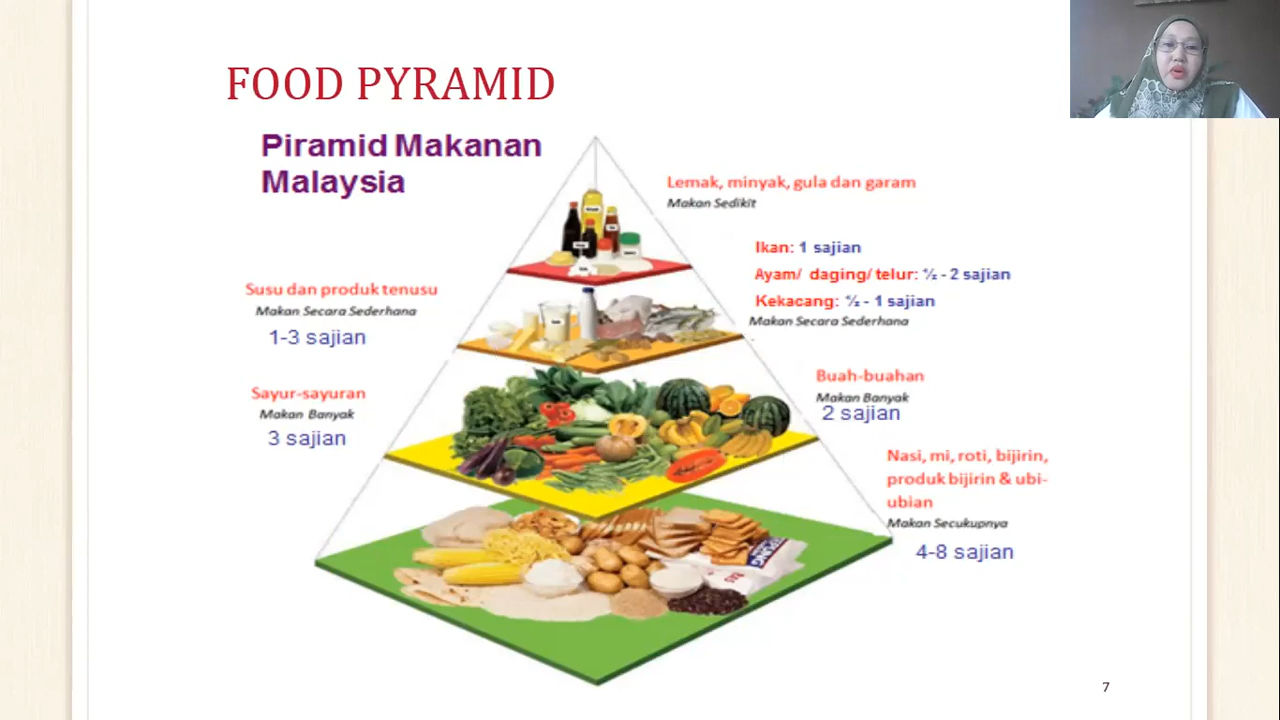 FOOD PYRAMID
Piramid Makanan
Malaysia
Lemak, minyak, gula dan garam
Makan Sedikit
Ikan: 1 sajian
Ayam/ daging/ telur: ½ - 2 sajian
Kekacang: ½ - 1 sajian
Makan Secara Sederhana
Susu dan produk tenusu
Makan Secara Sederhana
1-3 sajian
Buah-buahan
Makan Banyak
2 sajian
Sayur-sayuran
Makan Banyak
3 sajian
Nasi, mi, roti, bijirin,
produk bijirin & ubi-
ubian
Makan Secukupnya
4-8 sajian
7